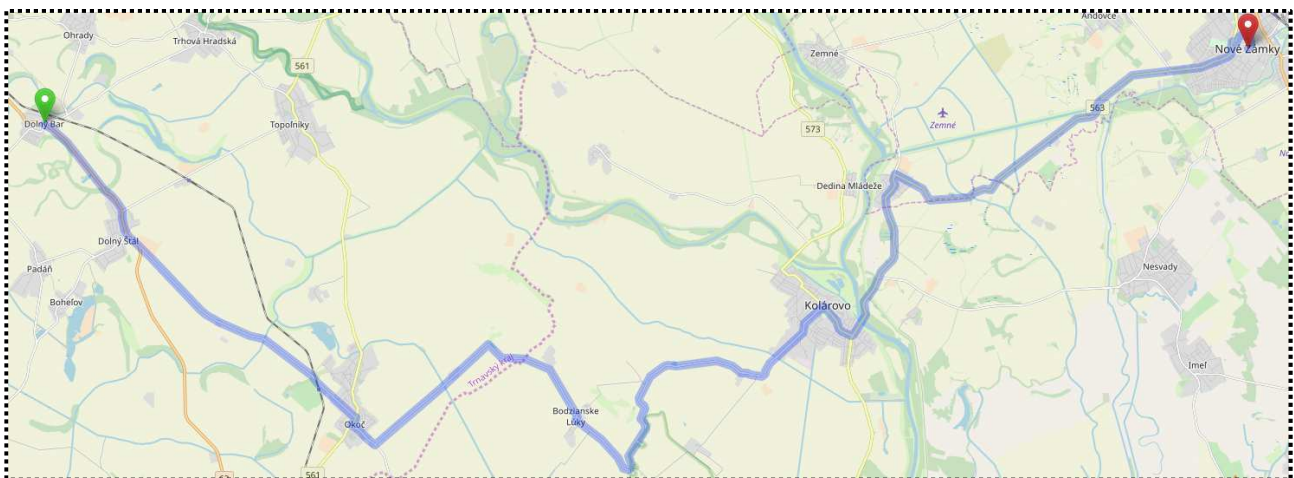 Ohrady
Trhová Hradská
Andovce
Nové Zámky
Zemné
561
563
Dolný Bar
Topoľníky
573
Zemné
Dedina Mládeže
Dolný Štál
Padáň
Nesvady
Boheľov
Kolárovo
Trnavský kraj
Imeľ
Bodzianske
Lúky
Okoč
561